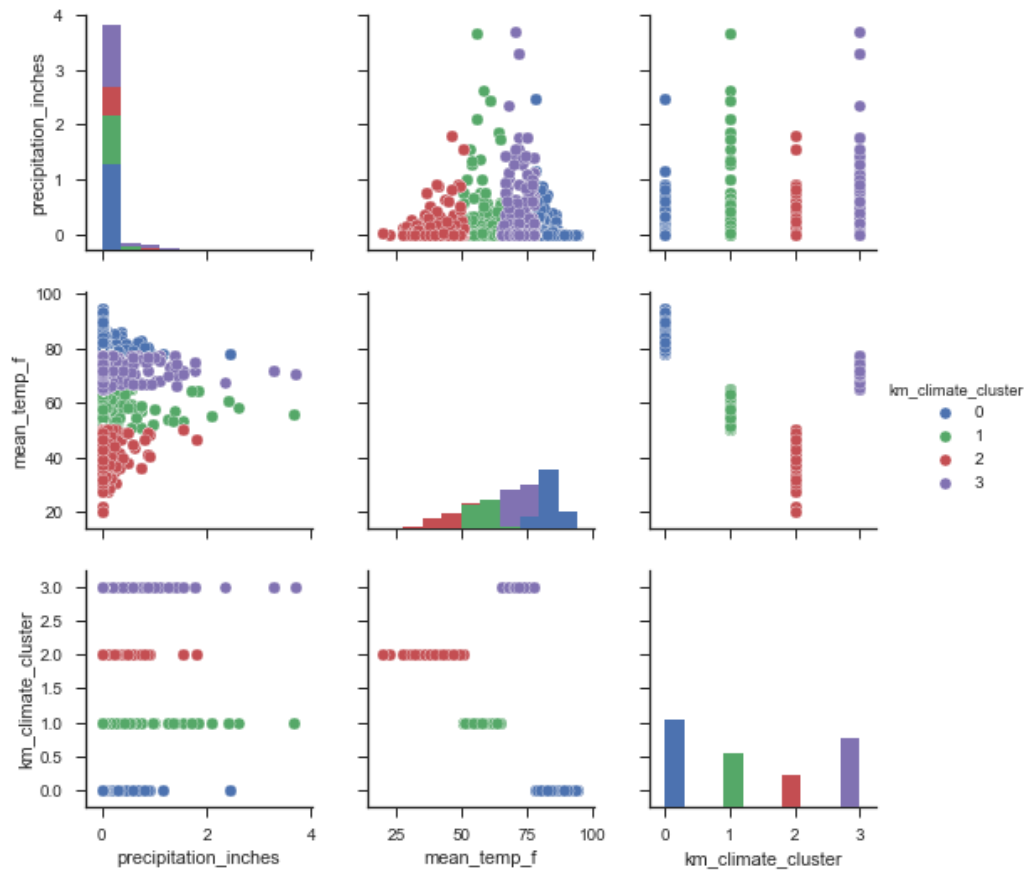 4
3
2
1
0
precipitation_inches
100
80
60
40
20
mean_temp_f
km_climate_cluster
0
1
2
3
3.0
2.5
2.0
1.5
1.0
0.5
0.0
km_climate_cluster
0 2 4
25 50 75 100
0 1 2 3
precipitation_inches
mean_temp_f
km_climate_cluster